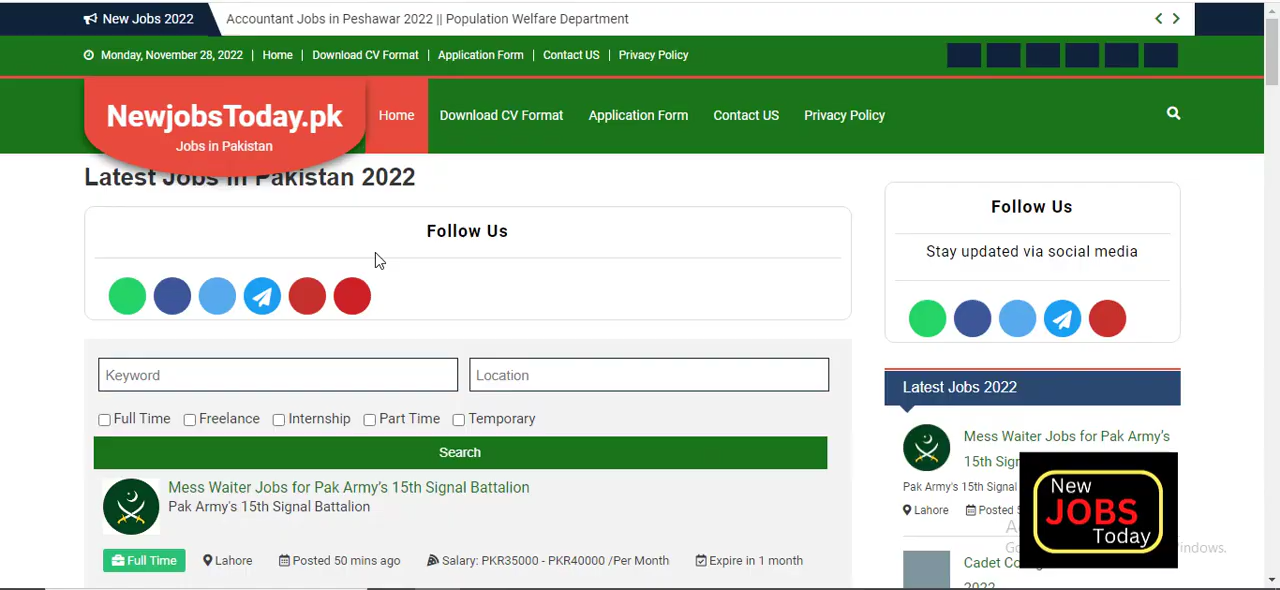 New Jobs 2022
Accountant Jobs in Peshawar 2022 || Population Welfare Department
Monday, November 28, 2022 | Home | Download CV Format | Application Form | Contact US | Privacy Policy
NewjobsToday.pk
Jobs in Pakistan
Home
Download CV Format
Application Form
Contact US
Privacy Policy
Latest Jobs in Pakistan 2022
Follow Us
Keyword
Location
Full Time
Freelance
Internship
Part Time
Temporary
Search
Mess Waiter Jobs for Pak Army's 15th Signal Battalion
Pak Army's 15th Signal Battalion
Full Time
Lahore
Posted 50 mins ago
Salary: PKR35000 - PKR40000 /Per Month
Expire in 1 month
Follow Us
Stay updated via social media
Latest Jobs 2022
Mess Waiter Jobs for Pak Army's
15th
Pak Army's 15th Signal
Lahore
Posted
Cadet
2022
New
JOBS
Today